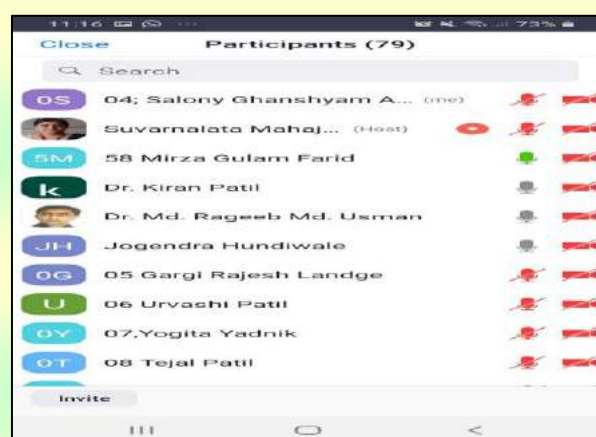 11:16 73%
Close Participants (79)
Search
0S 04; Salony Ghanshyam A... (me)
Suvarnalata Mahaj... (Host)
5M 58 Mirza Gulam Farid
k Dr. Kiran Patil
Dr. Md. Rageeb Md. Usman
JH Jogendra Hundiwale
0G 05 Gargi Rajesh Landge
U 06 Urvashi Patil
0Y 07,Yogita Yadnik
0T 08 Tejal Patil
Invite